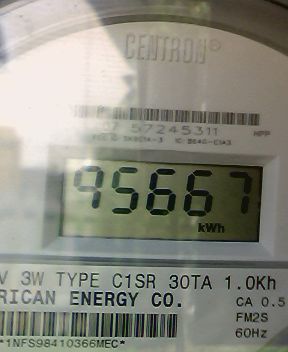 CENTRON®
57245311
HPP
95667
kWh
V 3W TYPE C1SR 30TA 1.0Kh
RICAN ENERGY CO. CA 0.5
FM2S
60Hz
*1NFS98410366MEC*